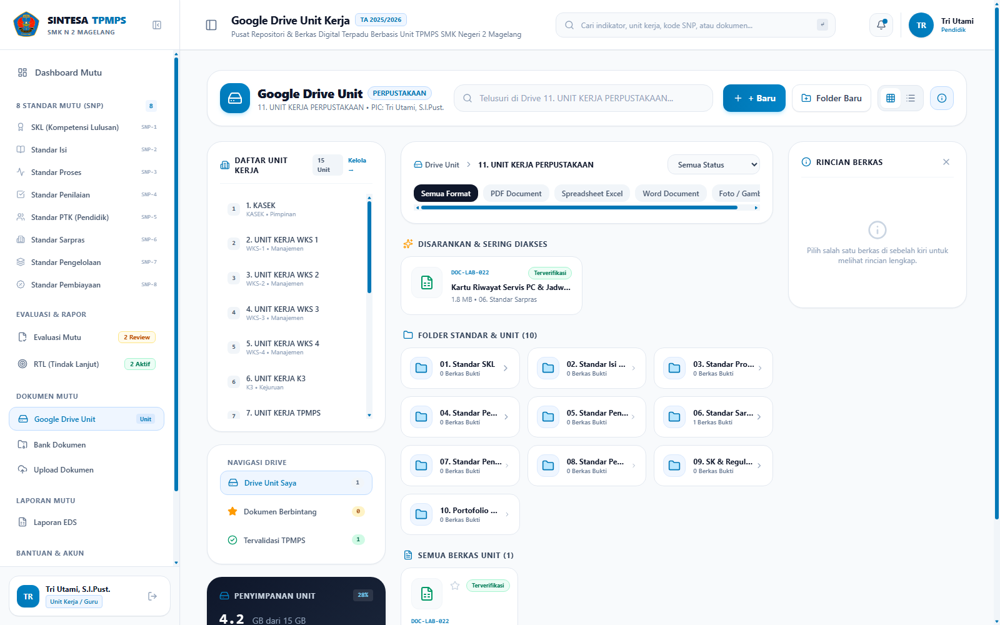 SINTESA TPMPS
SMK N 2 MAGELANG
Dashboard Mutu
8 STANDAR MUTU (SNP)
8
SKL (Kompetensi Lulusan)
SNP-1
Standar Isi
SNP-2
Standar Proses
SNP-3
Standar Penilaian
SNP-4
Standar PTK (Pendidik)
SNP-5
Standar Sarpras
SNP-6
Standar Pengelolaan
SNP-7
Standar Pembiayaan
SNP-8
EVALUASI & RAPOR
Evaluasi Mutu
2 Review
RTL (Tindak Lanjut)
2 Aktif
DOKUMEN MUTU
Google Drive Unit
Unit
Bank Dokumen
Upload Dokumen
LAPORAN MUTU
Laporan EDS
BANTUAN & AKUN
TR
Tri Utami, S.I.Pust.
Unit Kerja / Guru
Google Drive Unit Kerja
TA 2025/2026
Pusat Repositori & Berkas Digital Terpadu Berbasis Unit TPMPS SMK Negeri 2 Magelang
Cari indikator, unit kerja, kode SNP, atau dokumen...
TR
Tri Utami
Pendidik
Google Drive Unit
PERPUSTAKAAN
11. UNIT KERJA PERPUSTAKAAN • PIC: Tri Utami, S.I.Pust.
Telusuri di Drive 11. UNIT KERJA PERPUSTAKAAN...
+ Baru
Folder Baru
DAFTAR UNIT
KERJA
15
Unit
Kelola
→
1
1. KASEK
KASEK • Pimpinan
2
2. UNIT KERJA WKS 1
WKS-1 • Manajemen
3
3. UNIT KERJA WKS 2
WKS-2 • Manajemen
4
4. UNIT KERJA WKS 3
WKS-3 • Manajemen
5
5. UNIT KERJA WKS 4
WKS-4 • Manajemen
6
6. UNIT KERJA K3
K3 • Kejuruan
7
7. UNIT KERJA TPMPS
NAVIGASI DRIVE
Drive Unit Saya
1
Dokumen Berbintang
0
Tervalidasi TPMPS
1
PENYIMPANAN UNIT
28%
4.2 GB dari 15 GB
Drive Unit
11. UNIT KERJA PERPUSTAKAAN
Semua Status
Semua Format
PDF Document
Spreadsheet Excel
Word Document
Foto / Gamb
DISARANKAN & SERING DIAKSES
DOC-LAB-022
Terverifikasi
Kartu Riwayat Servis PC & Jadw...
1.8 MB • 06. Standar Sarpras
FOLDER STANDAR & UNIT (10)
01. Standar SKL
0 Berkas Bukti
02. Standar Isi ...
0 Berkas Bukti
03. Standar Pro...
0 Berkas Bukti
04. Standar Pe...
0 Berkas Bukti
05. Standar Pen...
0 Berkas Bukti
06. Standar Sar...
1 Berkas Bukti
07. Standar Pen...
0 Berkas Bukti
08. Standar Pe...
0 Berkas Bukti
09. SK & Regul...
0 Berkas Bukti
10. Portofolio ...
0 Berkas Bukti
SEMUA BERKAS UNIT (1)
Terverifikasi
DOC-LAB-022
RINCIAN BERKAS
Pilih salah satu berkas di sebelah kiri untuk
melihat rincian lengkap.